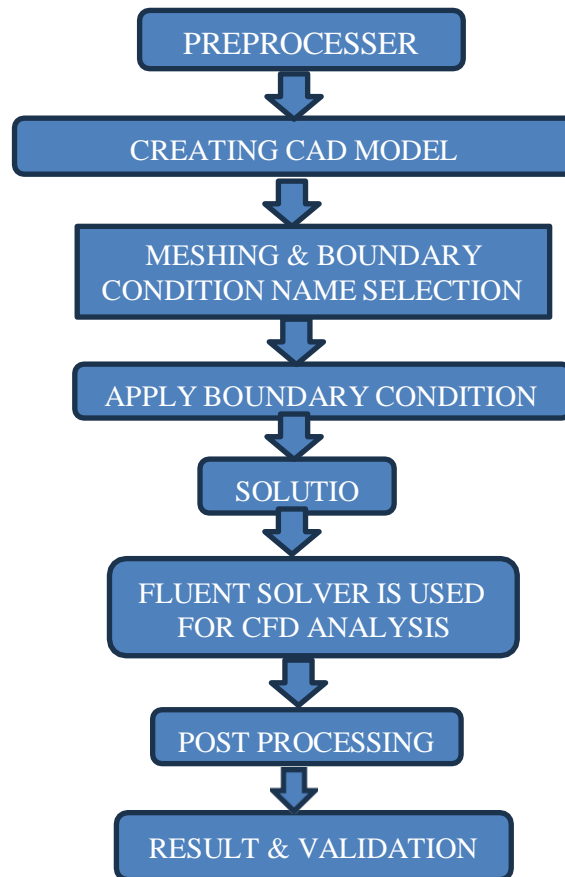 PREPROCESSER
CREATING CAD MODEL
MESHING & BOUNDARY
CONDITION NAME SELECTION
APPLY BOUNDARY CONDITION
SOLUTIO
FLUENT SOLVER IS USED
FOR CFD ANALYSIS
POST PROCESSING
RESULT & VALIDATION